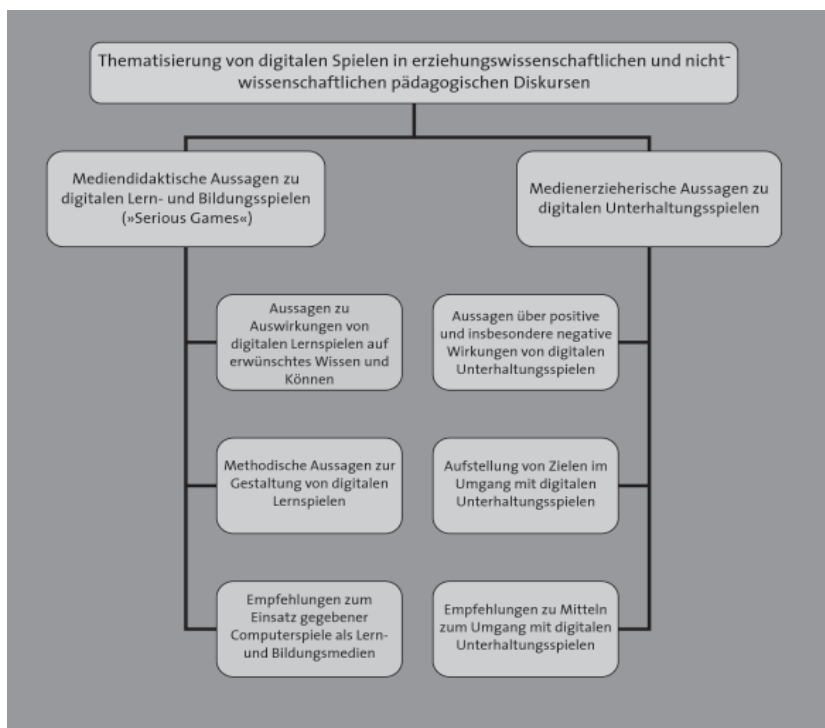 Thematisierung von digitalen Spielen in erziehungswissenschaftlichen und nicht-
wissenschaftlichen pädagogischen Diskursen
Mediendidaktische Aussagen zu
digitalen Lern- und Bildungsspielen
(»Serious Games«)
Medienerzieherische Aussagen zu
digitalen Unterhaltungsspielen
Aussagen zu
Auswirkungen von
digitalen Lernspielen auf
erwünschtes Wissen und
Können
Aussagen über positive
und insbesondere negative
Wirkungen von digitalen
Unterhaltungsspielen
Methodische Aussagen zur
Gestaltung von digitalen
Lernspielen
Aufstellung von Zielen im
Umgang mit digitalen
Unterhaltungsspielen
Empfehlungen zum
Einsatz gegebener
Computerspiele als Lern-
und Bildungsmedien
Empfehlungen zu Mitteln
zum Umgang mit digitalen
Unterhaltungsspielen